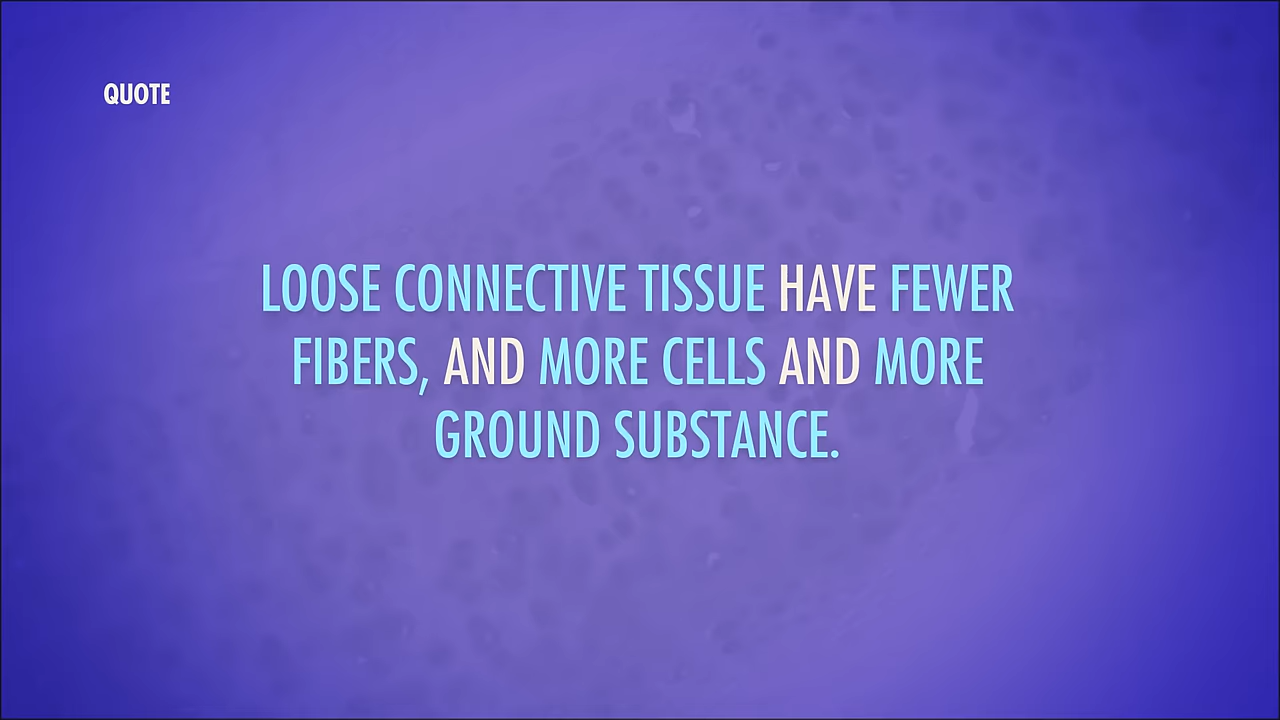 QUOTE
LOOSE CONNECTIVE TISSUE HAVE FEWER
FIBERS, AND MORE CELLS AND MORE
GROUND SUBSTANCE.